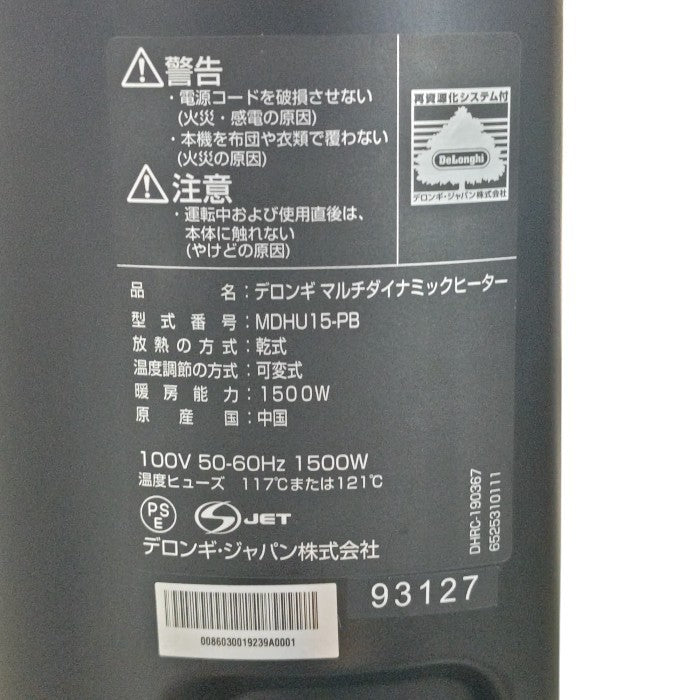 警告
・電源コードを破損させない
(火災・感電の原因)
・本機を布団や衣類で覆わない
(火災の原因)
注意
・運転中および使用直後は、
本体に触れない
(やけどの原因)
再資源化システム付
DeLonghi
デロンギ・ジャパン株式会社
品名：デロンギ マルチダイナミックヒーター
型式番号：MDHU15-PB
放熱の方式：乾式
温度調節の方式：可変式
暖房能力：1500W
原産国：中国
100V 50-60Hz 1500W
温度ヒューズ 117℃または121℃
PS
E
S JET
デロンギ・ジャパン株式会社
DHRC-190367
6525310111
93127
0086030019239A0001